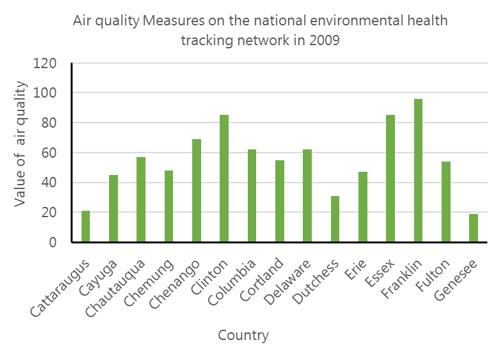 Air quality Measures on the national environmental health
tracking network in 2009
Value of  air quality
120
100
80
60
40
20
0
Cattaraugus
Cayuga
Chautauqua
Chemung
Chenango
Clinton
Columbia
Cortland
Delaware
Dutchess
Erie
Essex
Franklin
Fulton
Genesee
Country